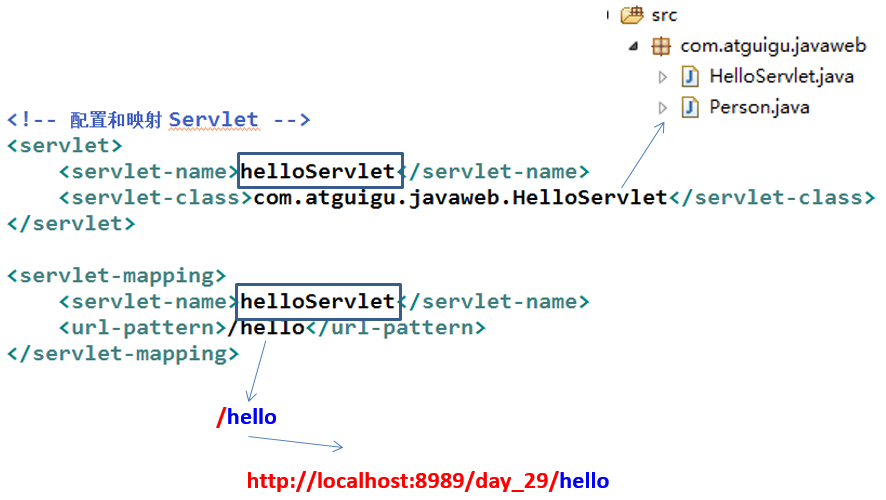 src
com.atguigu.javaweb
HelloServlet.java
Person.java
<!-- 配置和映射 Servlet -->
<servlet>
<servlet-name>helloServlet</servlet-name>
<servlet-class>com.atguigu.javaweb.HelloServlet</servlet-class>
</servlet>
<servlet-mapping>
<servlet-name>helloServlet</servlet-name>
<url-pattern>/hello</url-pattern>
</servlet-mapping>
/hello
http://localhost:8989/day_29/hello